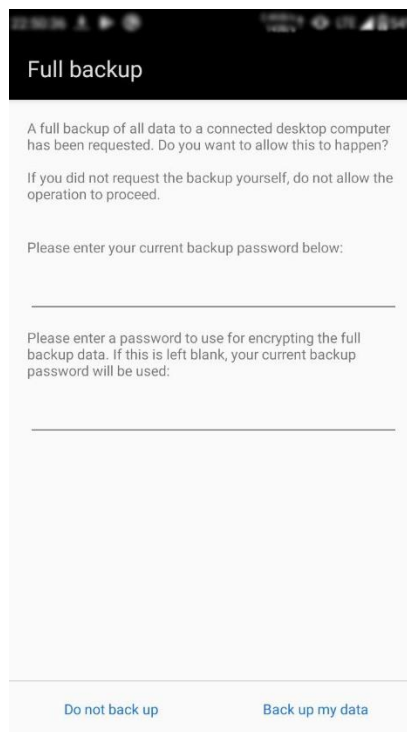 22:50:36
Full backup
A full backup of all data to a connected desktop computer
has been requested. Do you want to allow this to happen?
If you did not request the backup yourself, do not allow the
operation to proceed.
Please enter your current backup password below:
Please enter a password to use for encrypting the full
backup data. If this is left blank, your current backup
password will be used:
Do not back up
Back up my data